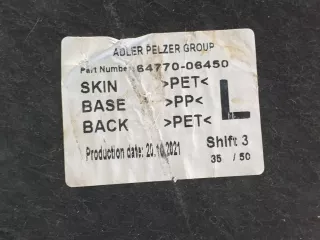 ADLER PELZER GROUP
Part Number: 64770-06450
SKIN >PET<
BASE >PP<
BACK >PET<
L
Production date: 20.10.2021 Shift 3
35 / 50